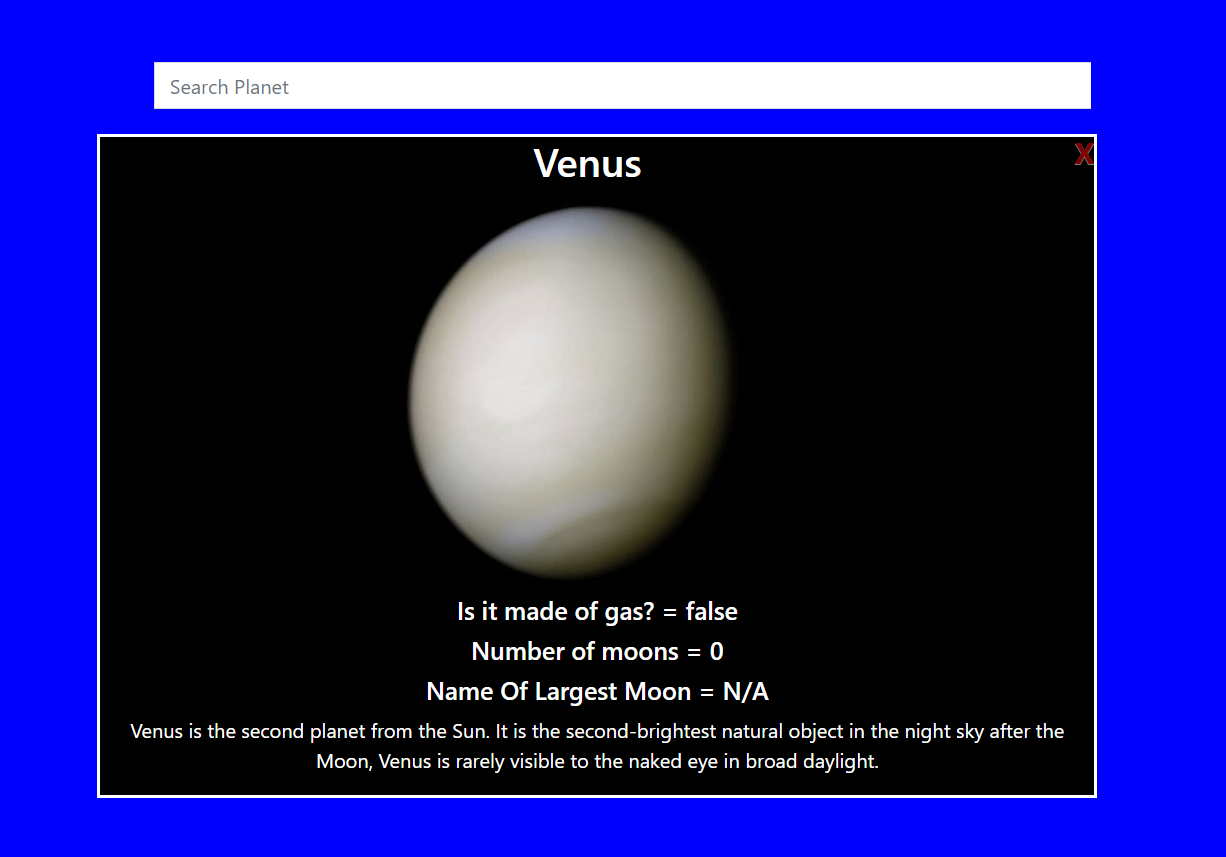 Search Planet
Venus
X
Is it made of gas? = false
Number of moons = 0
Name Of Largest Moon = N/A
Venus is the second planet from the Sun. It is the second-brightest natural object in the night sky after the
Moon, Venus is rarely visible to the naked eye in broad daylight.